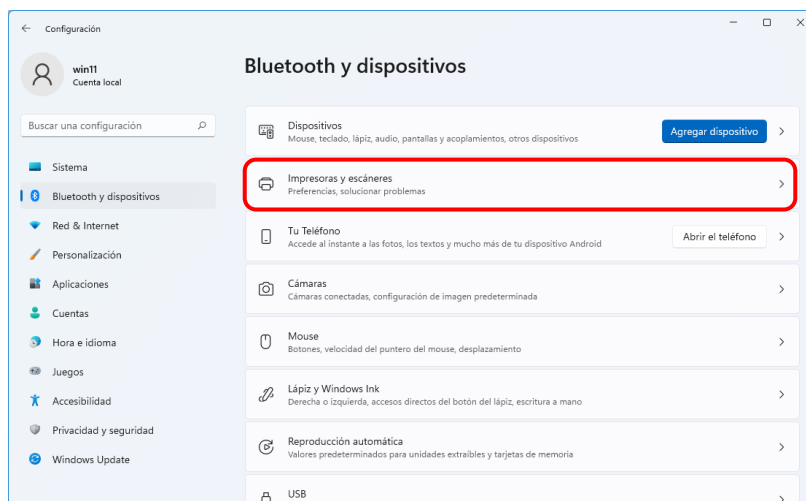 Configuración
win11
Cuenta local
Buscar una configuración
Sistema
Bluetooth y dispositivos
Red & Internet
Personalización
Aplicaciones
Cuentas
Hora e idioma
Juegos
Accesibilidad
Privacidad y seguridad
Windows Update
Bluetooth y dispositivos
Dispositivos
Mouse, teclado, lápiz, audio, pantallas y acoplamientos, otros dispositivos
Agregar dispositivo
Impresoras y escáneres
Preferencias, solucionar problemas
Tu Teléfono
Accede al instante a las fotos, los textos y mucho más de tu dispositivo Android
Abrir el teléfono
Cámaras
Cámaras conectadas, configuración de imagen predeterminada
Mouse
Botones, velocidad del puntero del mouse, desplazamiento
Lápiz y Windows Ink
Derecha o izquierda, accesos directos del botón del lápiz, escritura a mano
Reproducción automática
Valores predeterminados para unidades extraíbles y tarjetas de memoria
USB